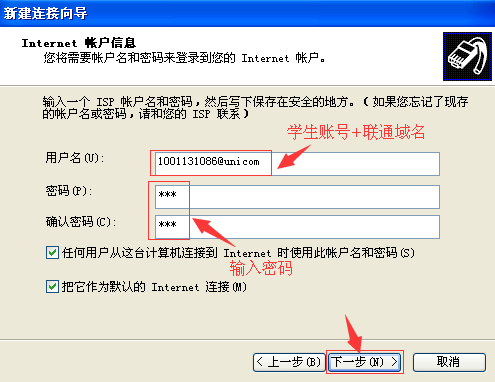 新建连接向导
Internet 帐户信息
您将需要帐户名和密码来登录到您的 Internet 帐户。
输入一个 ISP 帐户名和密码，然后写下保存在安全的地方。（如果您忘记了现存
的帐户名或密码，请和您的 ISP 联系）
学生账号+联通域名
用户名(U):
1001131086@unicom
密码(P):
***
确认密码(C):
***
任何用户从这台计算机连接到 Internet 时使用此帐户名和密码(S)
输入密码
把它作为默认的 Internet 连接(M)
< 上一步(B)
下一步(N) >
取消